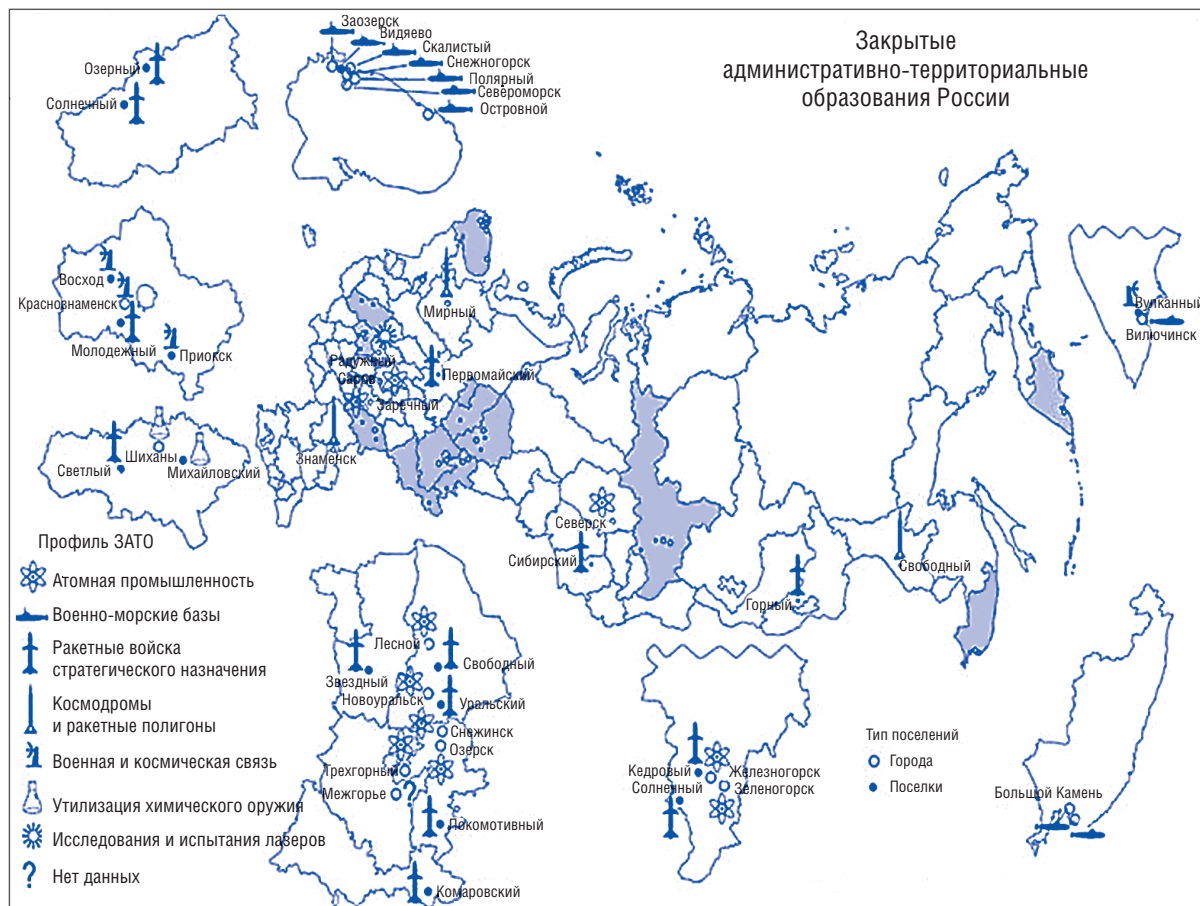 Закрытые
административно-территориальные
образования России
Заозерск
Видяево
Скалистый
Снежногорск
Полярный
Североморск
Островной
Озерный
Солнечный
Восход
Краснознаменск
Молодежный
Приокск
Мирный
Радужный
Саров
Первомайский
Заречный
Знаменск
Вулканный
Вилючинск
Светлый
Шиханы
Михайловский
Северск
Сибирский
Горный
Свободный
Профиль ЗАТО
Атомная промышленность
Военно-морские базы
Ракетные войска
стратегического назначения
Космодромы
и ракетные полигоны
Военная и космическая связь
Утилизация химического оружия
Исследования и испытания лазеров
Нет данных
Лесной
Свободный
Звездный
Новоуральск
Уральский
Снежинск
Озерск
Трехгорный
Межгорье
Локомотивный
Комаровский
Кедровый
Железногорск
Солнечный
Зеленогорск
Тип поселений
Города
Поселки
Большой Камень